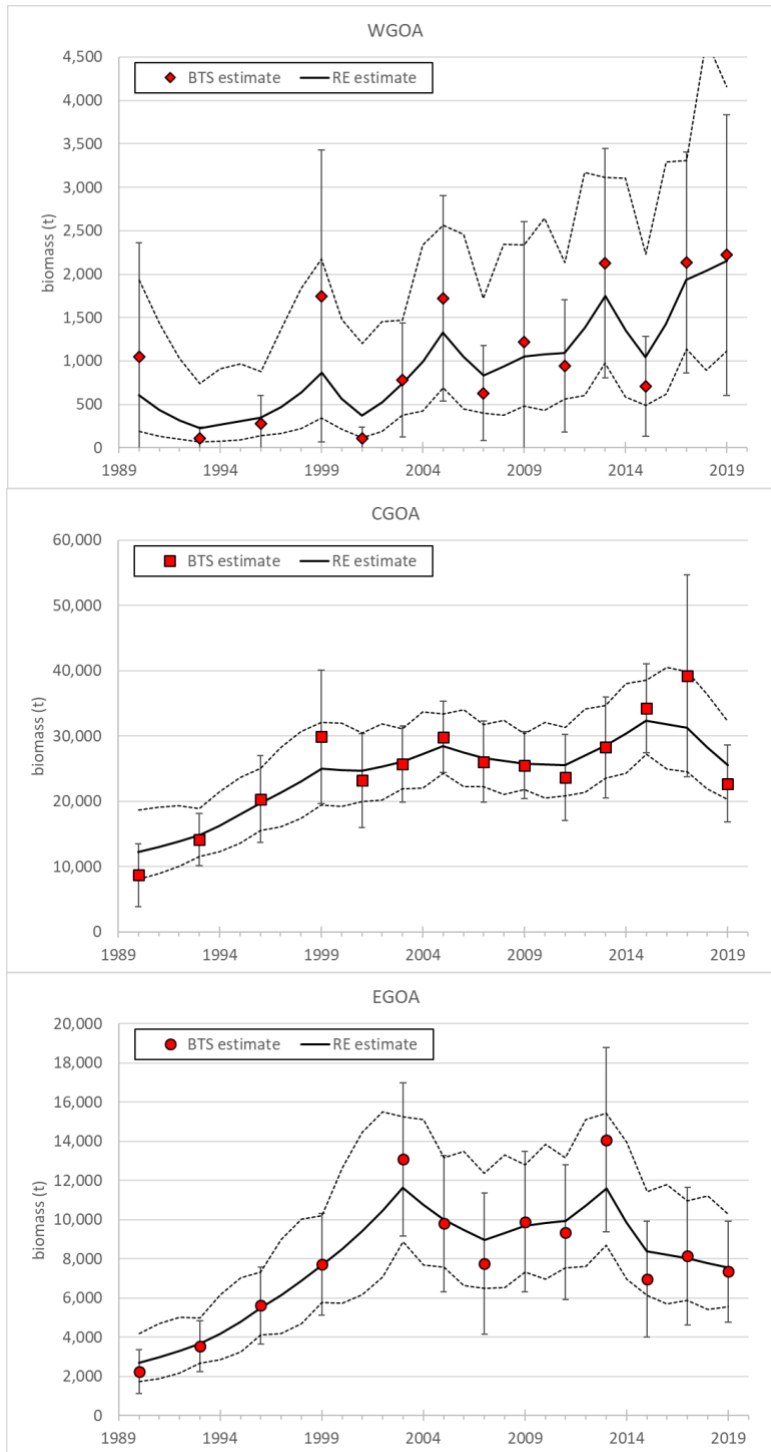 WGOA
4,500
BTS estimate RE estimate
4,000
3,500
3,000
2,500
2,000
1,500
1,000
500
0
biomass (t)
1989 1994 1999 2004 2009 2014 2019
CGOA
60,000
BTS estimate RE estimate
50,000
40,000
30,000
20,000
10,000
0
biomass (t)
1989 1994 1999 2004 2009 2014 2019
EGOA
20,000
BTS estimate RE estimate
18,000
16,000
14,000
12,000
10,000
8,000
6,000
4,000
2,000
0
biomass (t)
1989 1994 1999 2004 2009 2014 2019